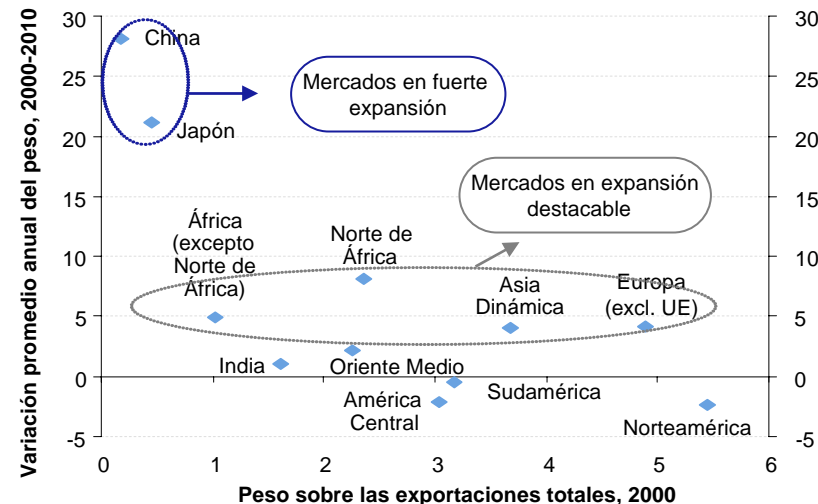 Variación promedio anual del peso, 2000-2010
30
25
20
15
10
5
0
-5
30
25
20
15
10
5
0
-5
China
Japón
Mercados en fuerte
expansión
Mercados en expansión
destacable
África
(excepto
Norte de
África)
Norte de
África
Asia
Dinámica
Europa
(excl. UE)
India
Oriente Medio
América
Central
Sudamérica
Norteamérica
0 1 2 3 4 5 6
Peso sobre las exportaciones totales, 2000